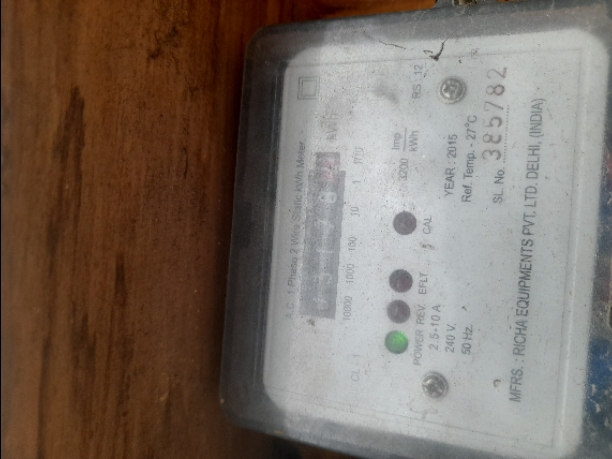 A.C. 1 Phase 2 Wire Static kWh Meter
kWh
10000 1000 100 10 1 1/10
CL. 1
RS : 12
3200 Imp
kWh
POWER REV. EFLT CAL
2.5-10 A
240 V.
50 Hz.
YEAR : 2015
Ref. Temp. - 27°C
Sl. No. 385782
MFRS. : RICHA EQUIPMENTS PVT. LTD. DELHI, (INDIA)